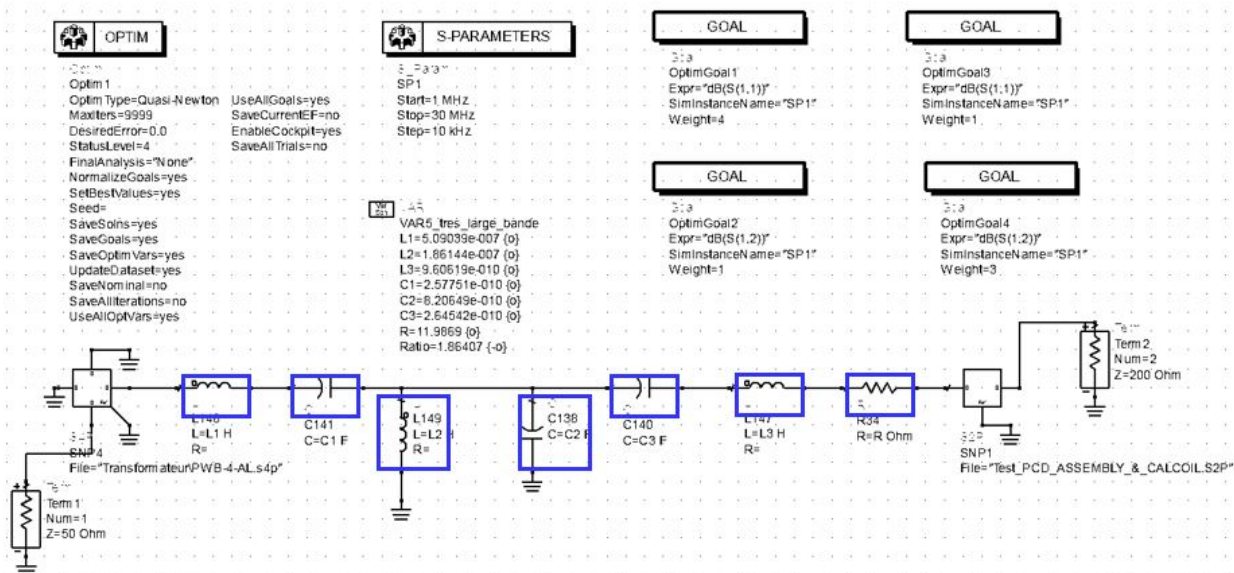 OPTIM
Optim1
OptimType=Quasi-Newton
MaxIters=9999
DesiredError=0.0
StatusLevel=4
FinalAnalysis="None"
NormalizeGoals=yes
SetBestValues=yes
Seed=
SaveSolns=yes
SaveGoals=yes
SaveOptimVars=yes
UpdateDataset=yes
SaveNominal=no
SaveAllIterations=no
UseAllOptVars=yes
UseAllGoals=yes
SaveCurrentEF=no
EnableCockpit=yes
SaveAllTrials=no
S-PARAMETERS
S_Param
SP1
Start=1 MHz
Stop=30 MHz
Step=10 kHz
GOAL
OptimGoal1
Expr="dB(S(1,1))"
SimInstanceName="SP1"
Weight=4
GOAL
OptimGoal3
Expr="dB(S(1,1))"
SimInstanceName="SP1"
Weight=1
GOAL
OptimGoal2
Expr="dB(S(1,2))"
SimInstanceName="SP1"
Weight=1
GOAL
OptimGoal4
Expr="dB(S(1,2))"
SimInstanceName="SP1"
Weight=3
VAR
VAR5_tres_large_bande
L1=5.09039e-007 {o}
L2=1.86144e-007 {o}
L3=9.60619e-010 {o}
C1=2.57751e-010 {o}
C2=8.20649e-010 {o}
C3=2.64542e-010 {o}
R=11.9869 {o}
Ratio=1.86407 {-o}
SNP4
File="Transformateur\PWB-4-AL.s4p"
Term1
Num=1
Z=50 Ohm
L=L1 H
R=
C141
C=C1 F
L149
L=L2 H
R=
C138
C=C2 F
C140
C=C3 F
L147
L=L3 H
R=
R34
R=R Ohm
SNP1
File="Test_PCD_ASSEMBLY_&_CALCOIL.S2P"
Term2
Num=2
Z=200 Ohm